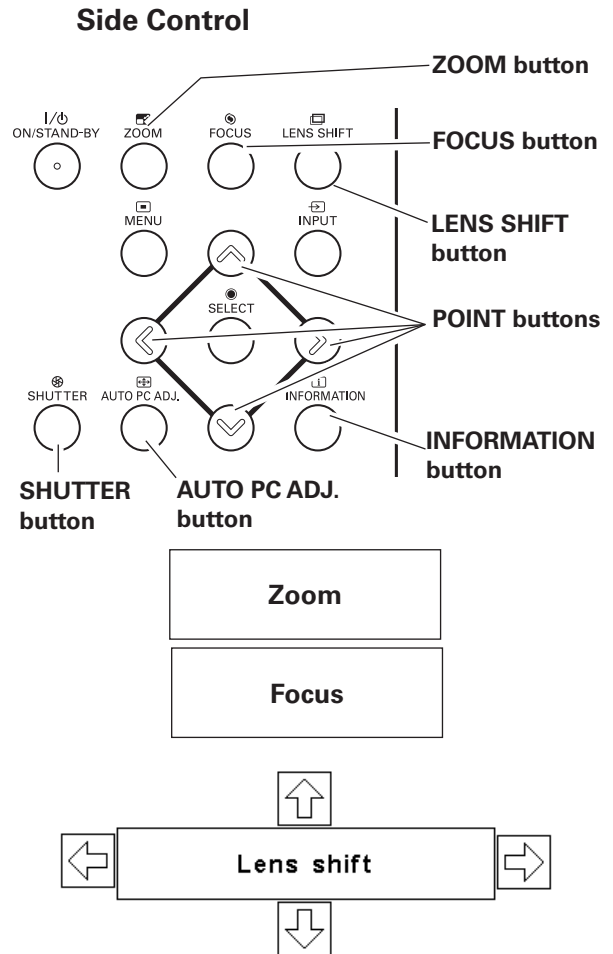 Side Control
ZOOM button
ON/STAND-BY ZOOM FOCUS LENS SHIFT
FOCUS button
MENU INPUT
LENS SHIFT
button
SELECT
POINT buttons
SHUTTER AUTO PC ADJ. INFORMATION
INFORMATION
button
SHUTTER
button
AUTO PC ADJ.
button
Zoom
Focus
Lens shift